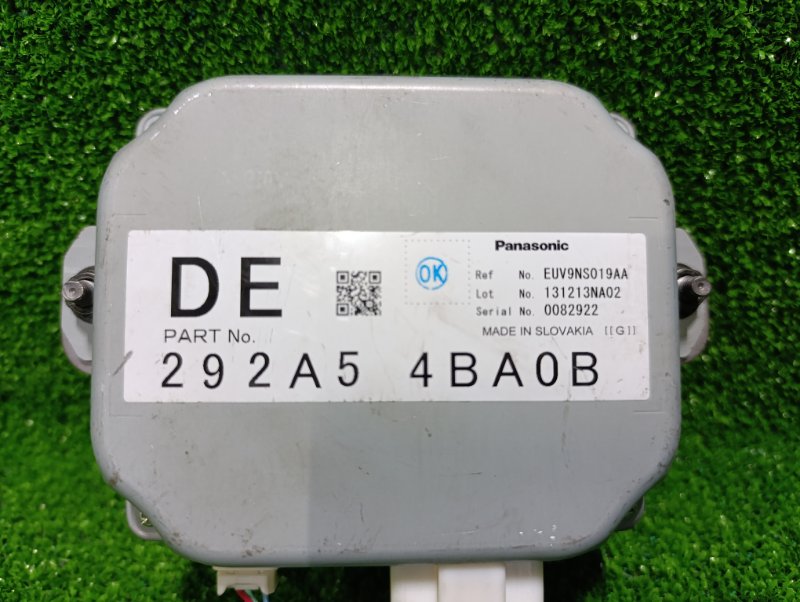 DE
PART No.
292A5 4BA0B
OK
Panasonic
Ref No. EUV9NS019AA
Lot No. 131213NA02
Serial No. 0082922
MADE IN SLOVAKIA [[G]]